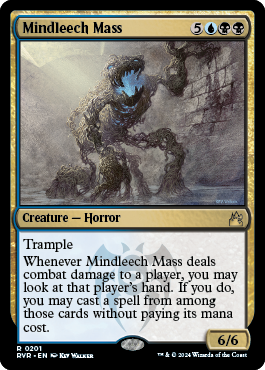 Mindleech Mass 5
Creature — Horror
Trample
Whenever Mindleech Mass deals
combat damage to a player, you may
look at that player's hand. If you do,
you may cast a spell from among
those cards without paying its mana
cost.
6/6
R 0201
RVR • EN Kev Walker
™ & © 2024 Wizards of the Coast